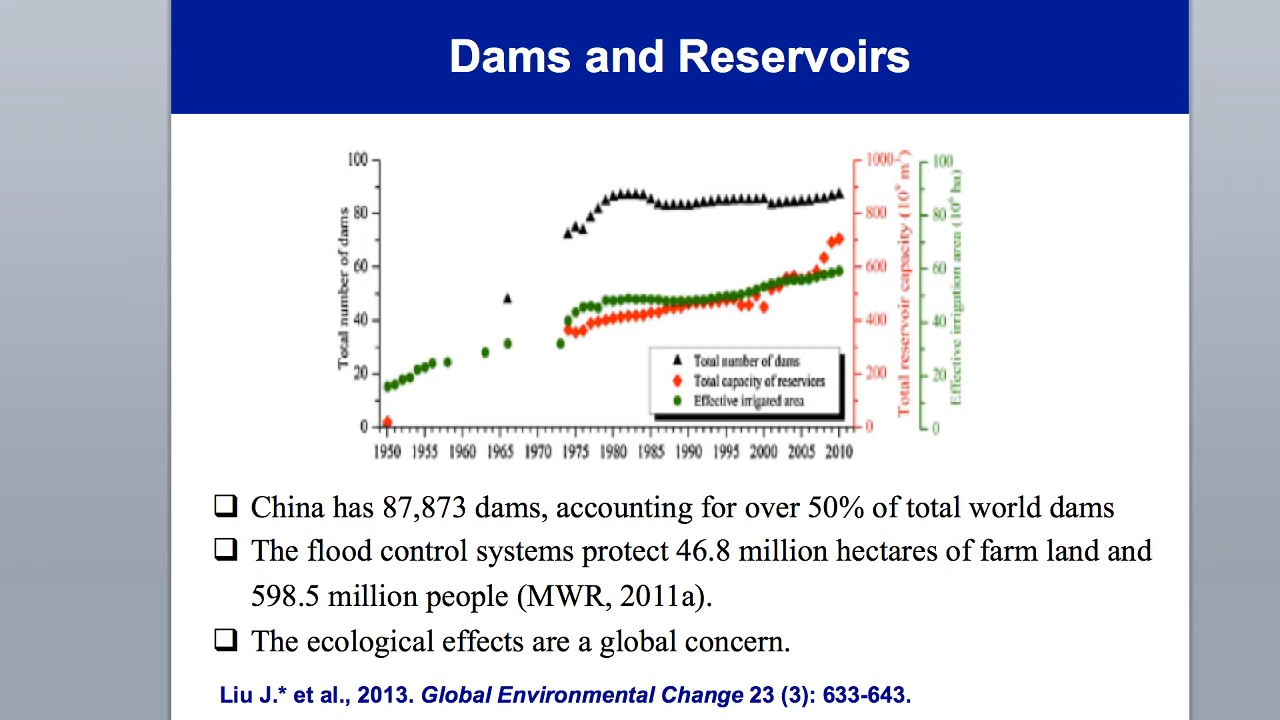 Dams and Reservoirs
100
80
60
40
20
0
Total number of dams
1000
800
600
400
200
0
Total reservoir capacity (10⁸ m³)
100
80
60
40
20
0
Effective irrigation area (10⁶ ha)
Total number of dams
Total capacity of reservoirs
Effective irrigated area
1950 1955 1960 1965 1970 1975 1980 1985 1990 1995 2000 2005 2010
❑ China has 87,873 dams, accounting for over 50% of total world dams
❑ The flood control systems protect 46.8 million hectares of farm land and
598.5 million people (MWR, 2011a).
❑ The ecological effects are a global concern.
Liu J.* et al., 2013. Global Environmental Change 23 (3): 633-643.